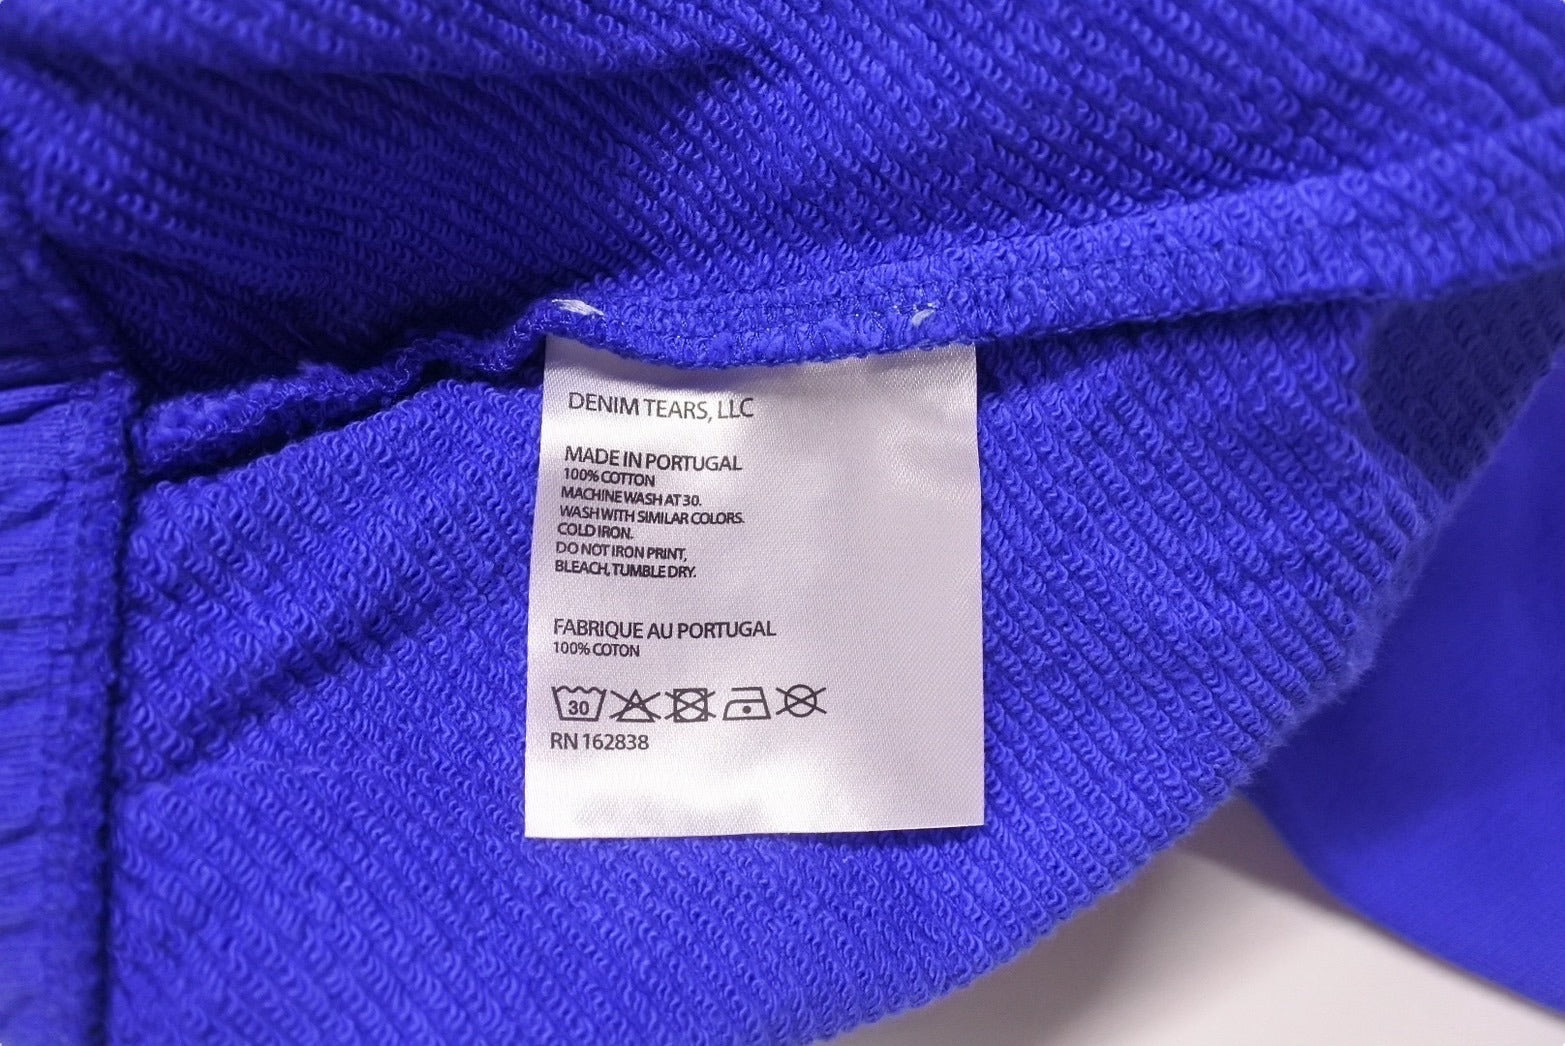 DENIM TEARS, LLC
MADE IN PORTUGAL
100% COTTON
MACHINE WASH AT 30.
WASH WITH SIMILAR COLORS.
COLD IRON.
DO NOT IRON PRINT,
BLEACH, TUMBLE DRY.
FABRIQUE AU PORTUGAL
100% COTON
30
RN 162838